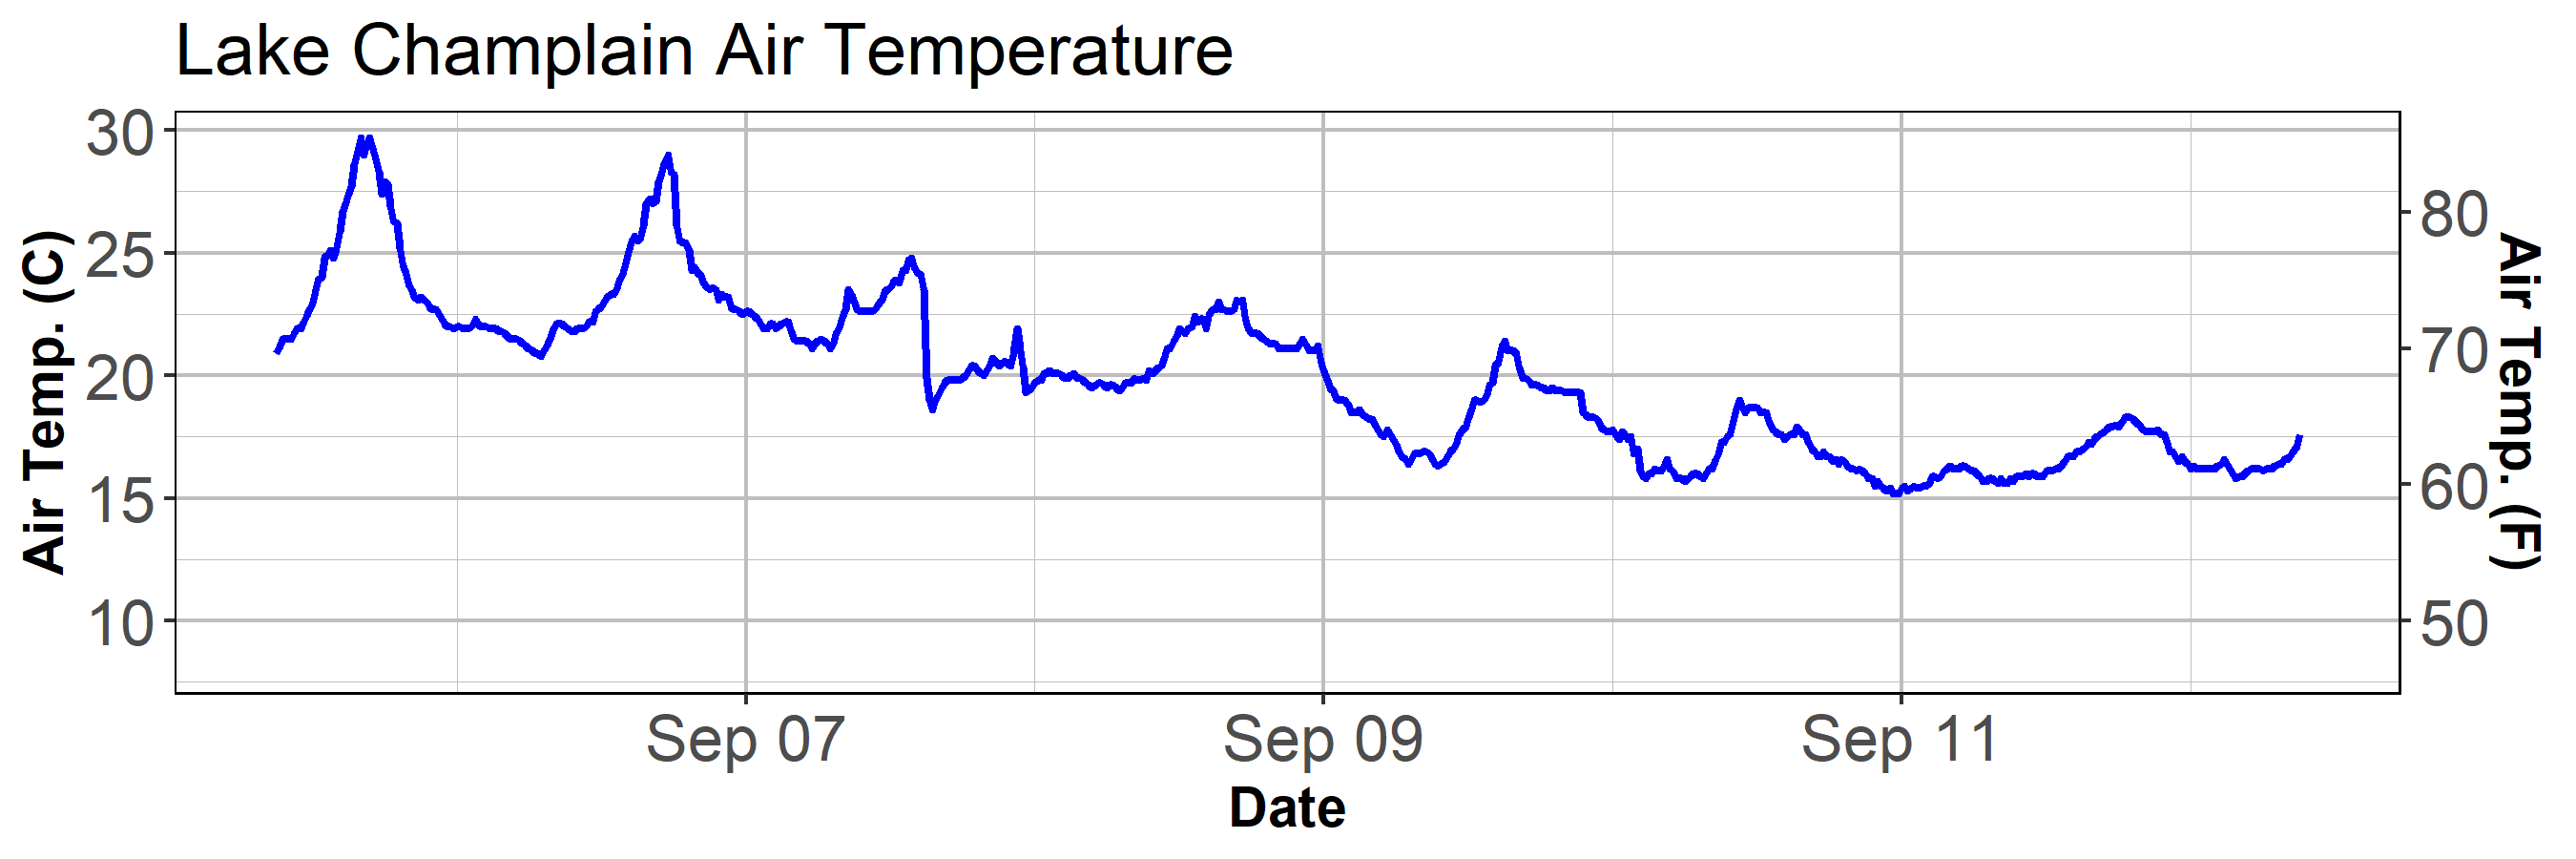 Lake Champlain Air Temperature
30
25
20
15
10
Air Temp. (C)
80
70
60
50
Air Temp. (F)
Sep 07 Sep 09 Sep 11
Date